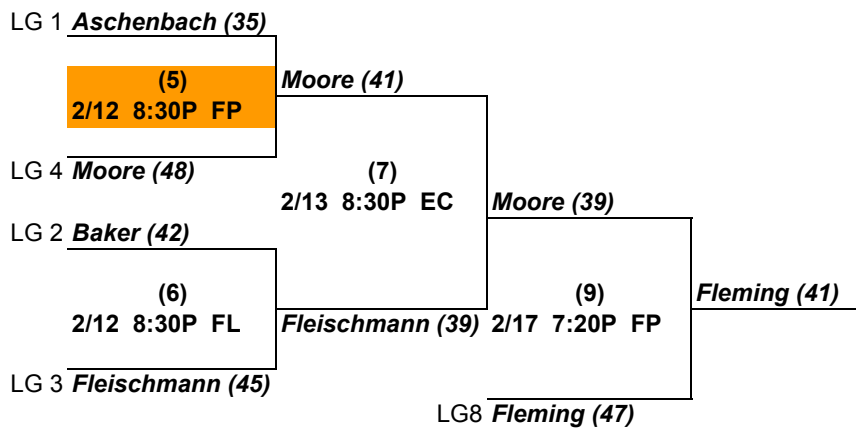 LG 1 Aschenbach (35)
(5)
2/12 8:30P FP
Moore (41)
LG 4 Moore (48)
(7)
2/13 8:30P EC
Moore (39)
LG 2 Baker (42)
(6)
2/12 8:30P FL
Fleischmann (39)
(9)
2/17 7:20P FP
Fleming (41)
LG 3 Fleischmann (45)
LG8 Fleming (47)